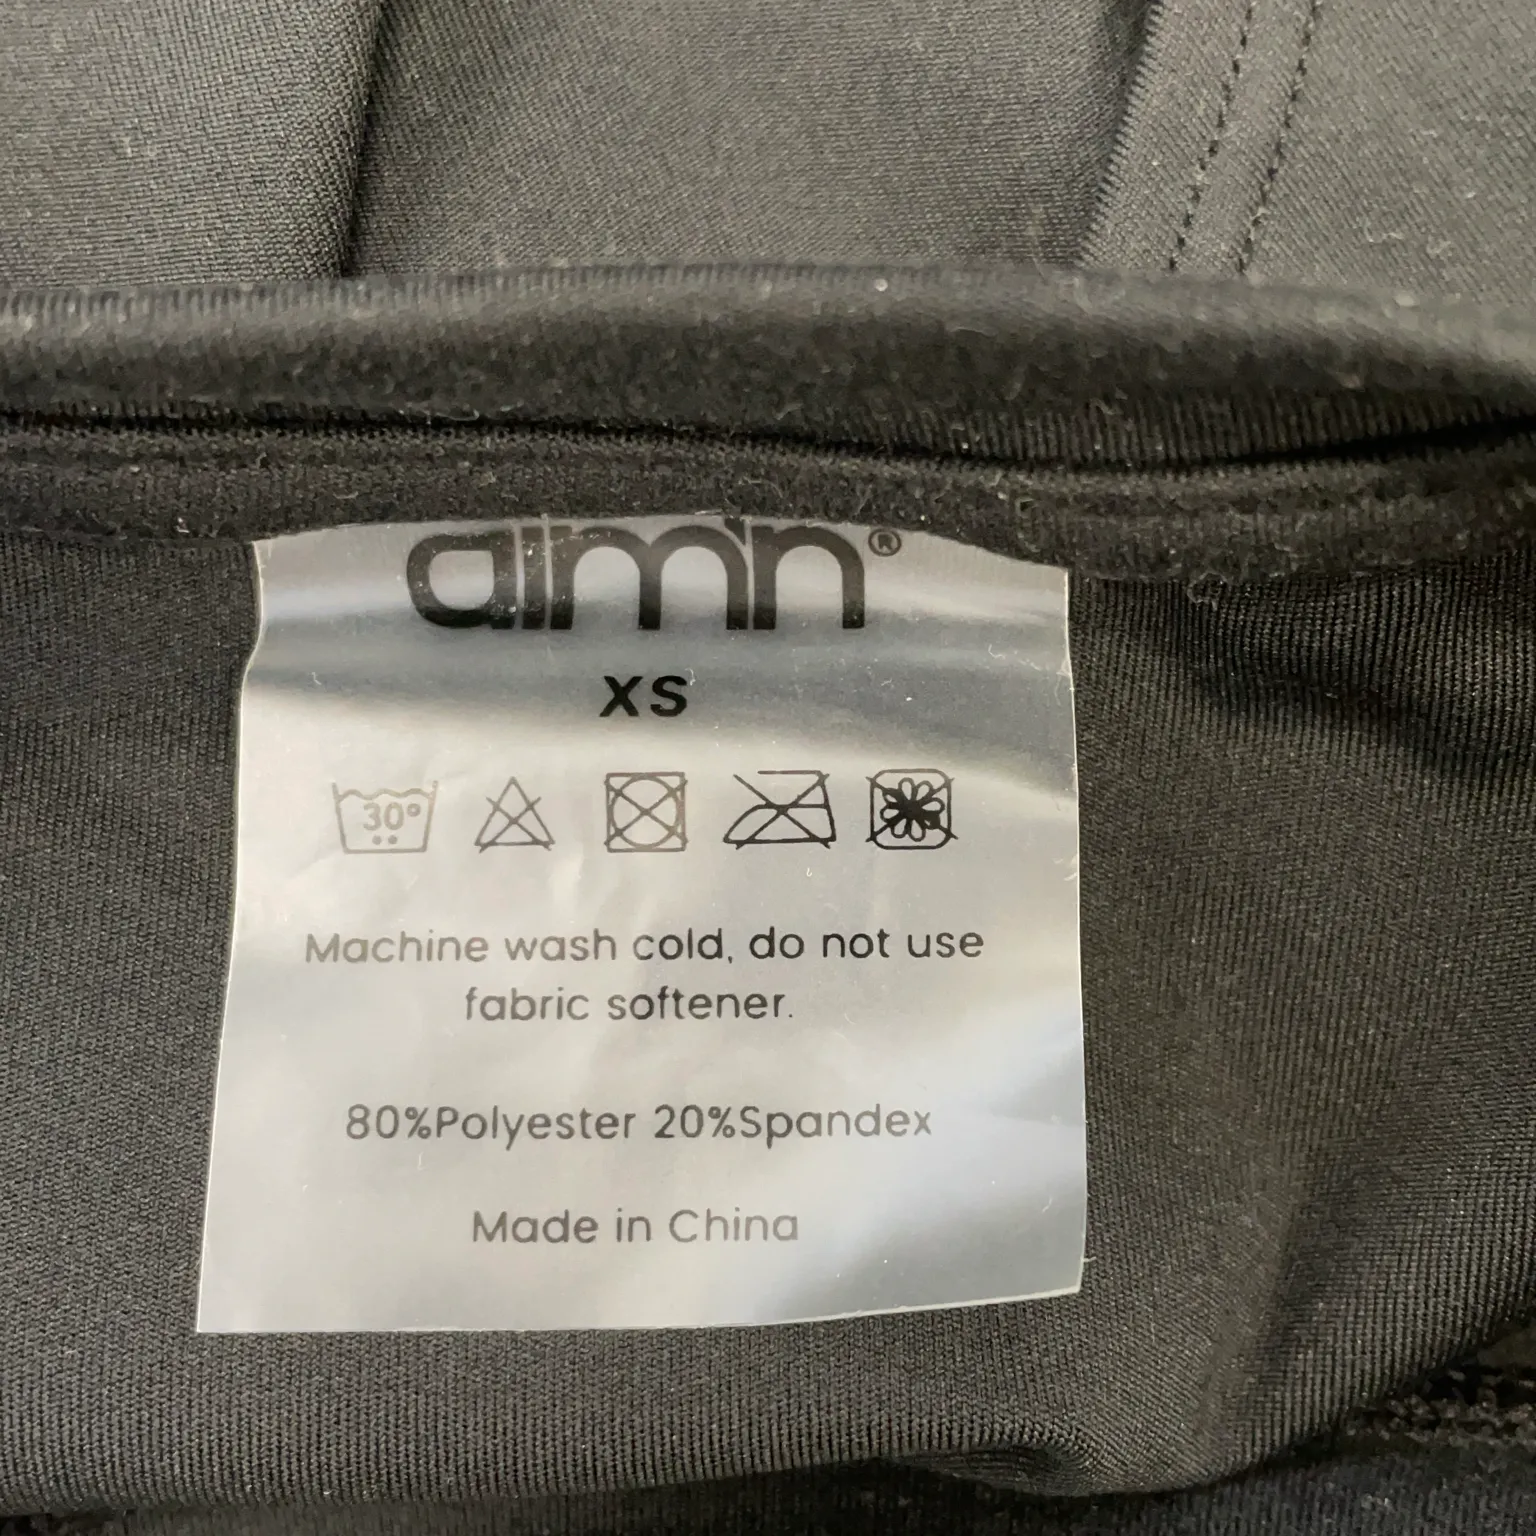 aim'n®
XS
30°
Machine wash cold, do not use
fabric softener.
80%Polyester 20%Spandex
Made in China